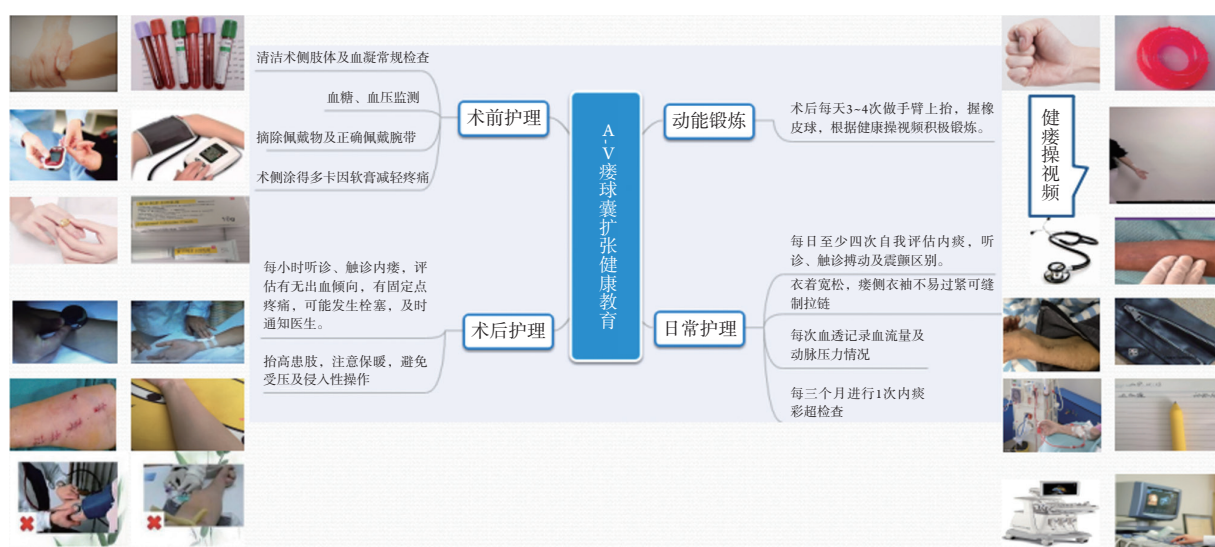 清洁术侧肢体及血凝常规检查
血糖、血压监测
摘除佩戴物及正确佩戴腕带
术侧涂得多卡因软膏减轻疼痛
术前护理
每小时听诊、触诊内瘘，评
估有无出血倾向，有固定点
疼痛，可能发生栓塞，及时
通知医生。
抬高患肢，注意保暖，避免
受压及侵入性操作
术后护理
A-V瘘球囊扩张健康教育
动能锻炼
术后每天3~4次做手臂上抬，握橡
皮球，根据健康操视频积极锻炼。
日常护理
每日至少四次自我评估内痰，听
诊、触诊搏动及震颤区别。
衣着宽松，瘘侧衣袖不易过紧可缝
制拉链
每次血透记录血流量及
动脉压力情况
每三个月进行1次内痰
彩超检查
健瘘操视频